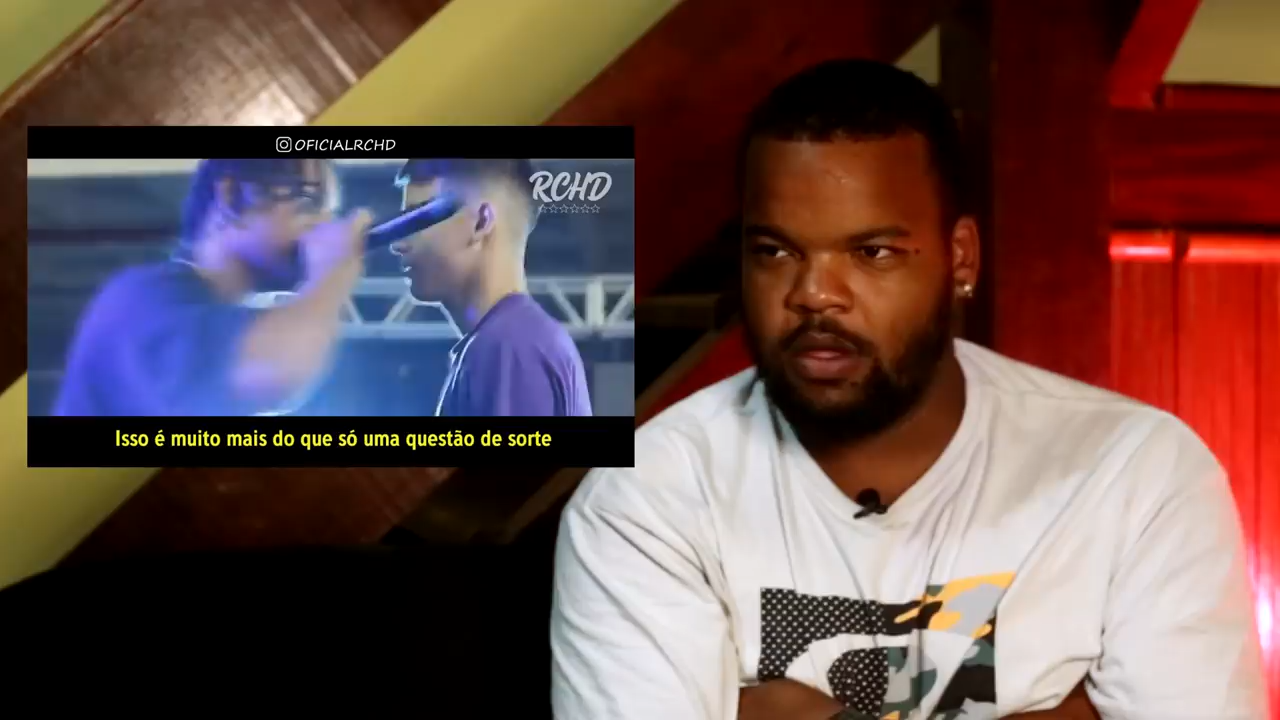 OFICIALRCHD
RCHD
Isso é muito mais do que só uma questão de sorte